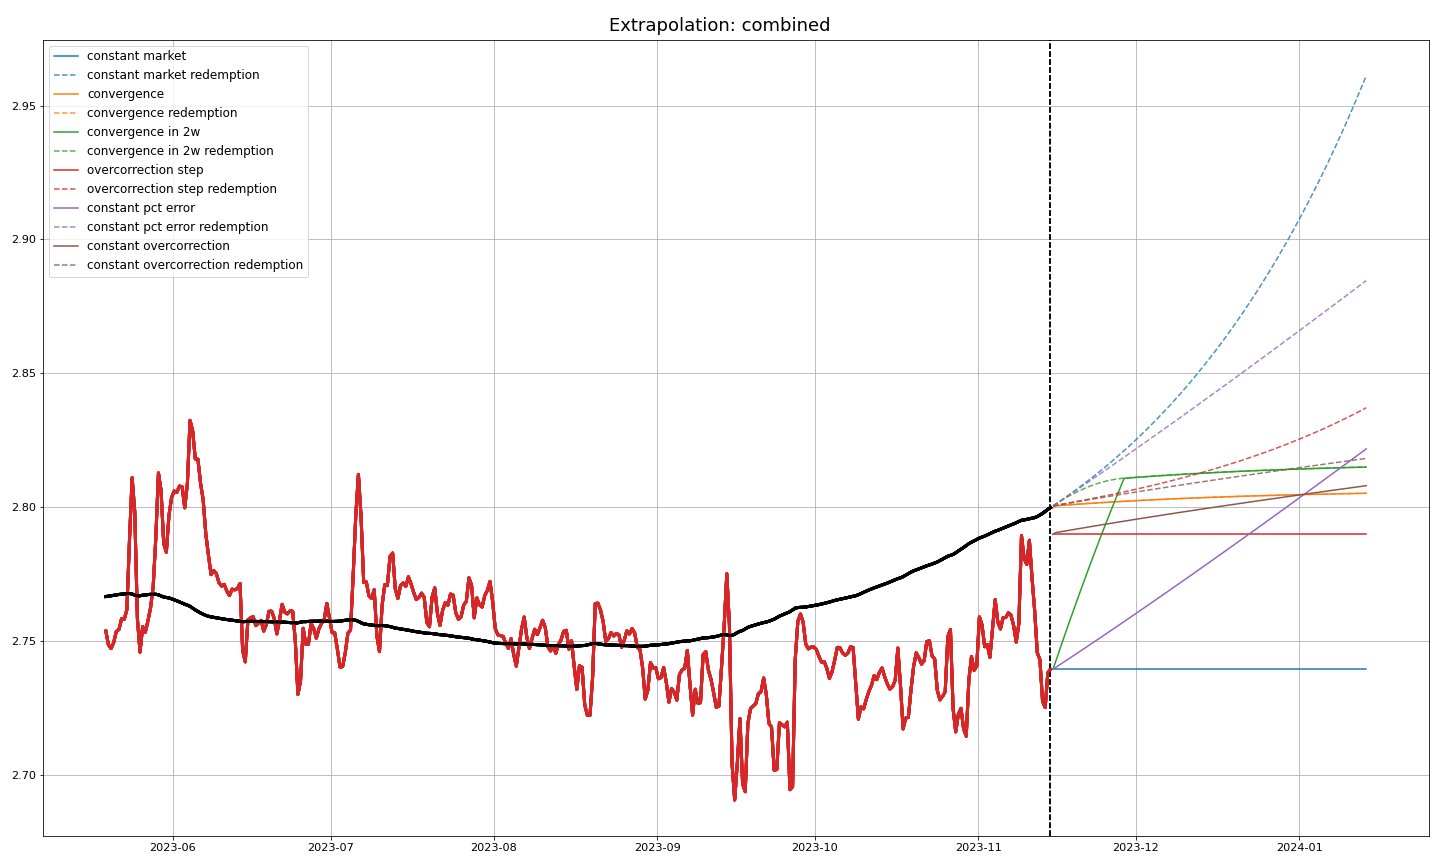 Extrapolation: combined
constant market
constant market redemption
convergence
convergence redemption
convergence in 2w
convergence in 2w redemption
overcorrection step
overcorrection step redemption
constant pct error
constant pct error redemption
constant overcorrection
constant overcorrection redemption
2.95
2.90
2.85
2.80
2.75
2.70
2023-06 2023-07 2023-08 2023-09 2023-10 2023-11 2023-12 2024-01